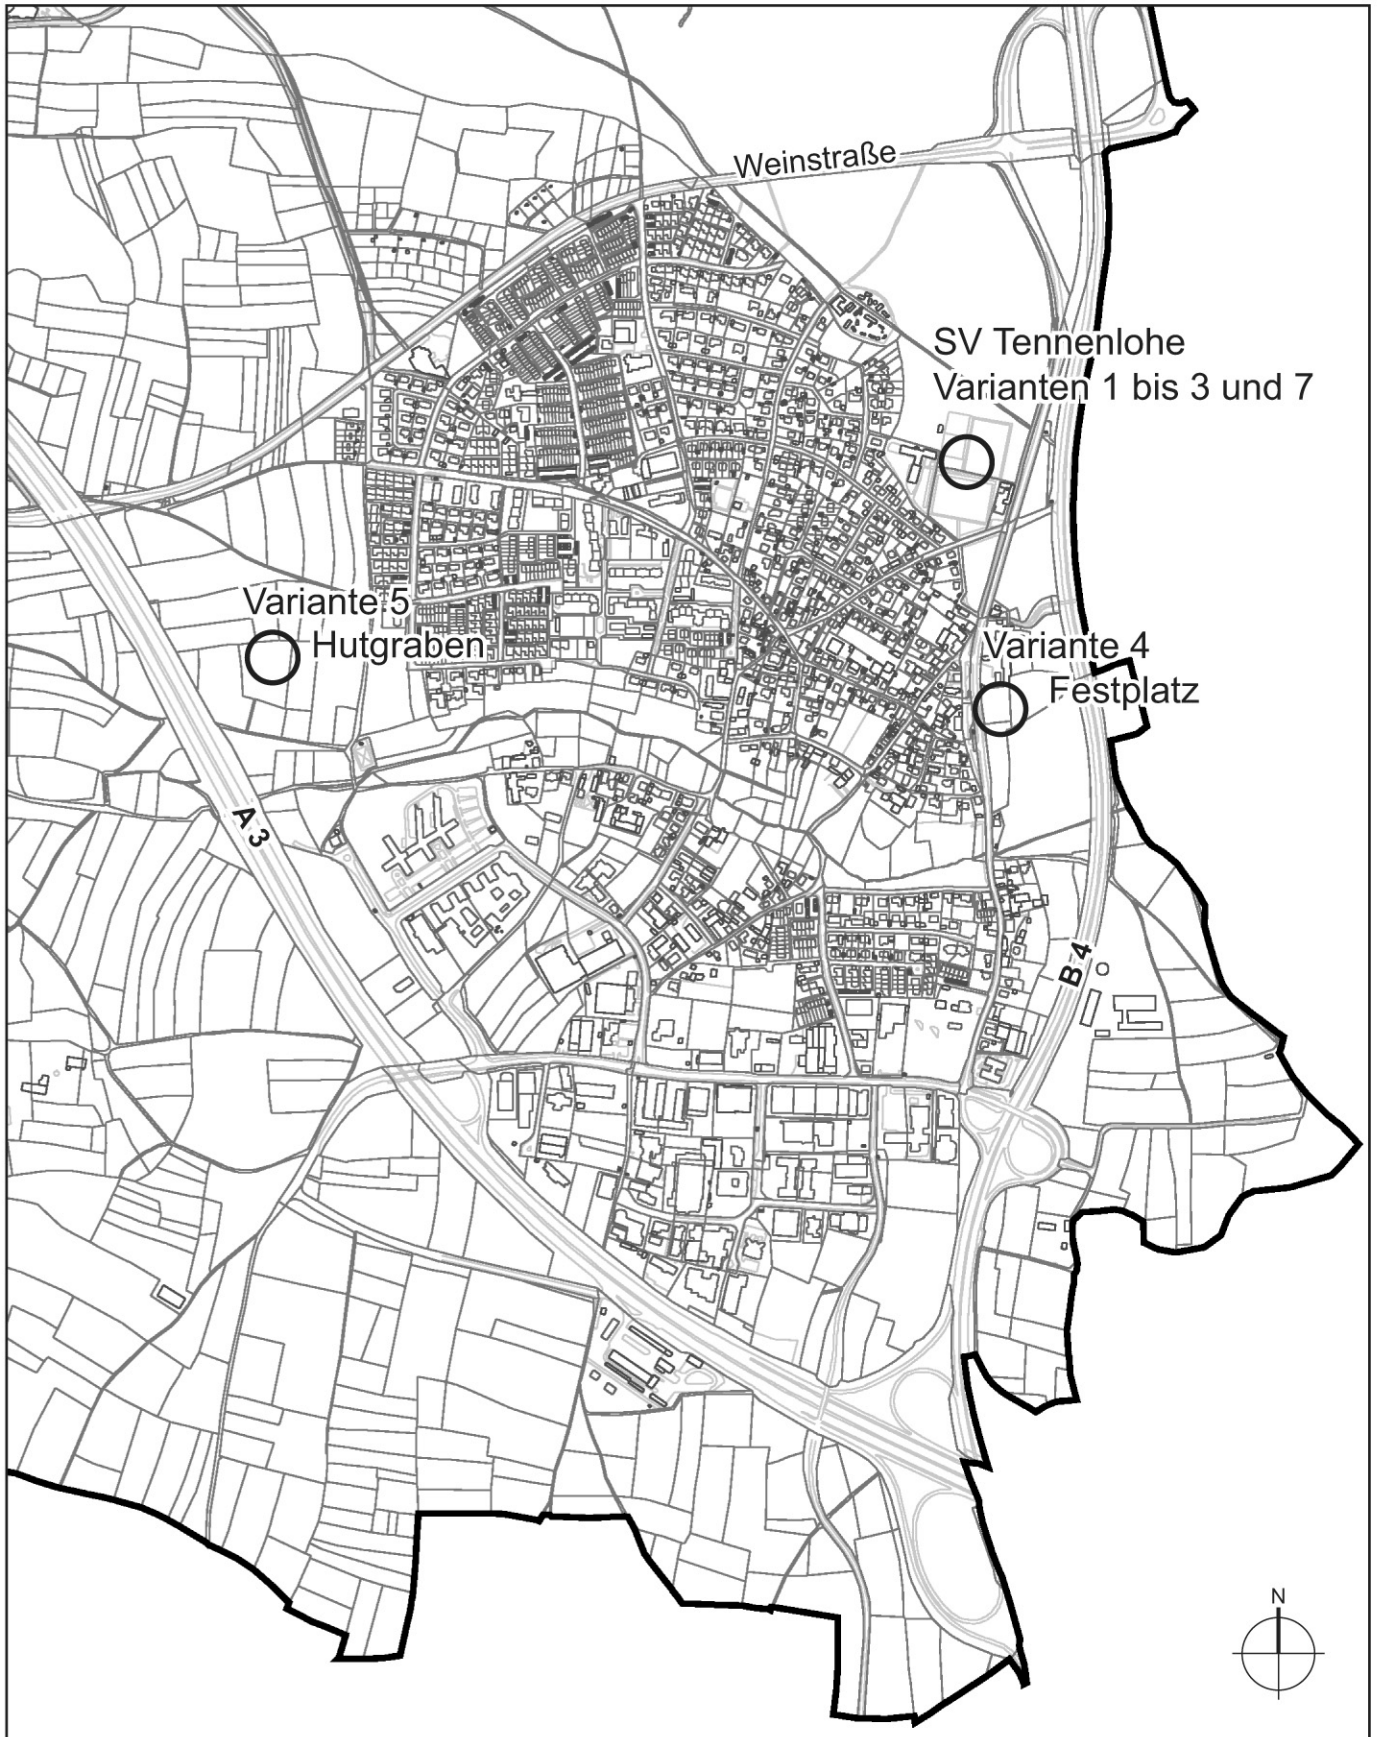 Weinstraße
SV Tennenlohe
Varianten 1 bis 3 und 7
Variante 5
Hutgraben
Variante 4
Festplatz
A 3
B 4
N